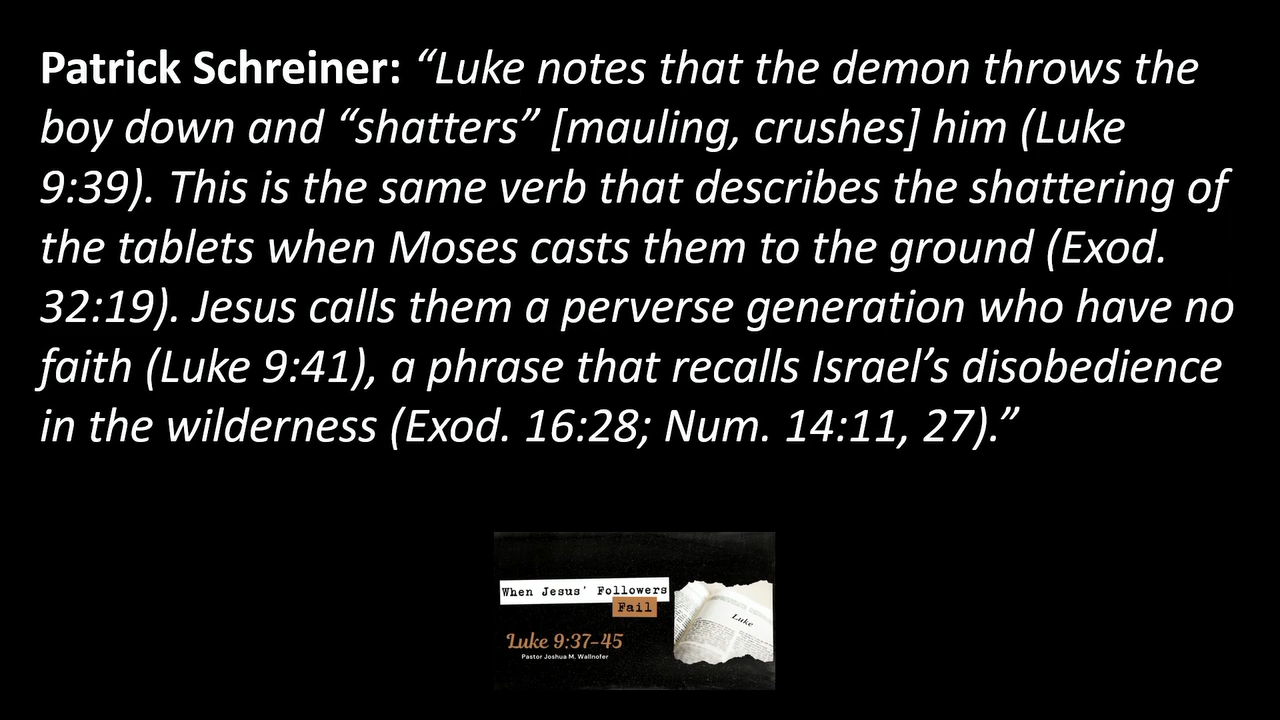 Patrick Schreiner: “Luke notes that the demon throws the
boy down and “shatters” [mauling, crushes] him (Luke
9:39). This is the same verb that describes the shattering of
the tablets when Moses casts them to the ground (Exod.
32:19). Jesus calls them a perverse generation who have no
faith (Luke 9:41), a phrase that recalls Israel’s disobedience
in the wilderness (Exod. 16:28; Num. 14:11, 27).”
When Jesus' Followers
Fail
Luke
Luke 9:37-45
Pastor Joshua M. Wallnofer